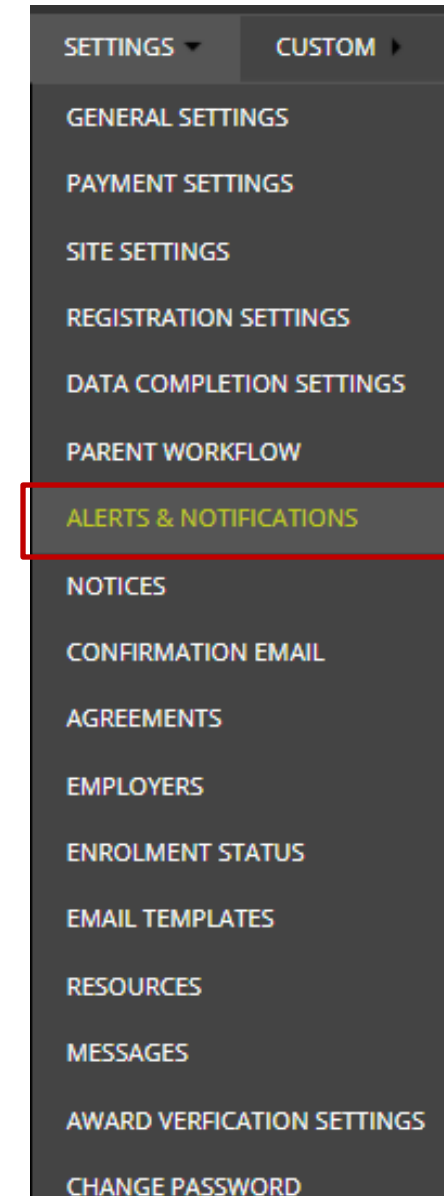 SETTINGS CUSTOM
GENERAL SETTINGS
PAYMENT SETTINGS
SITE SETTINGS
REGISTRATION SETTINGS
DATA COMPLETION SETTINGS
PARENT WORKFLOW
ALERTS & NOTIFICATIONS
NOTICES
CONFIRMATION EMAIL
AGREEMENTS
EMPLOYERS
ENROLMENT STATUS
EMAIL TEMPLATES
RESOURCES
MESSAGES
AWARD VERFICATION SETTINGS
CHANGE PASSWORD